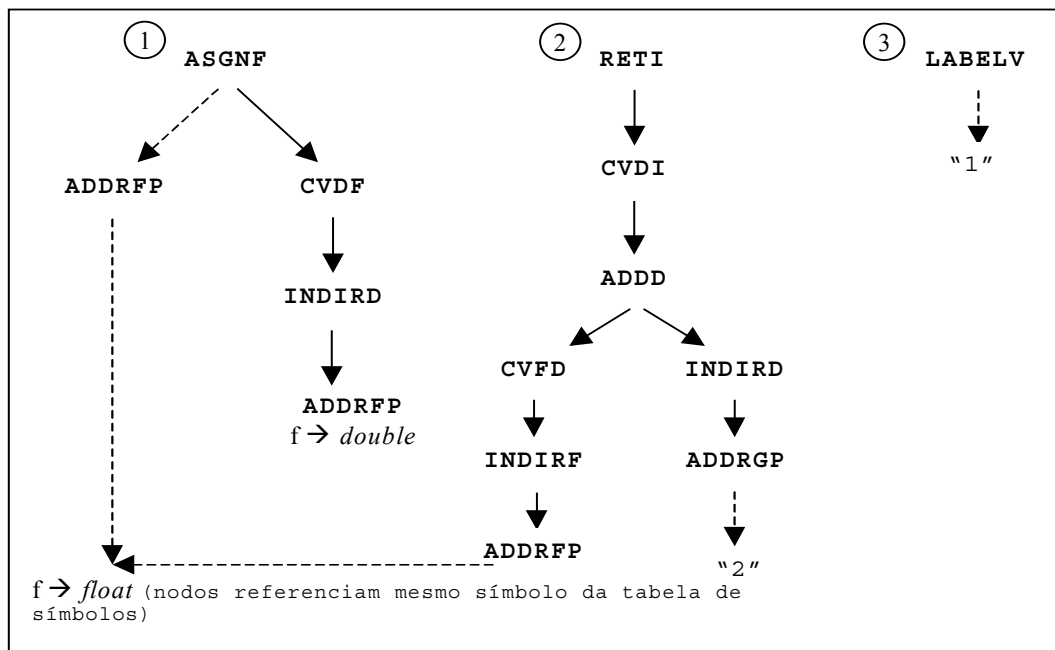 1
ASGNF
2
RETI
3
LABELV
ADDRFP
CVDF
CVDI
“1”
INDIRD
ADDD
ADDRFP
f → double
CVFD
INDIRD
INDIRF
ADDRGP
ADDRFP
“2”
f → float (nodos referenciam mesmo símbolo da tabela de
símbolos)